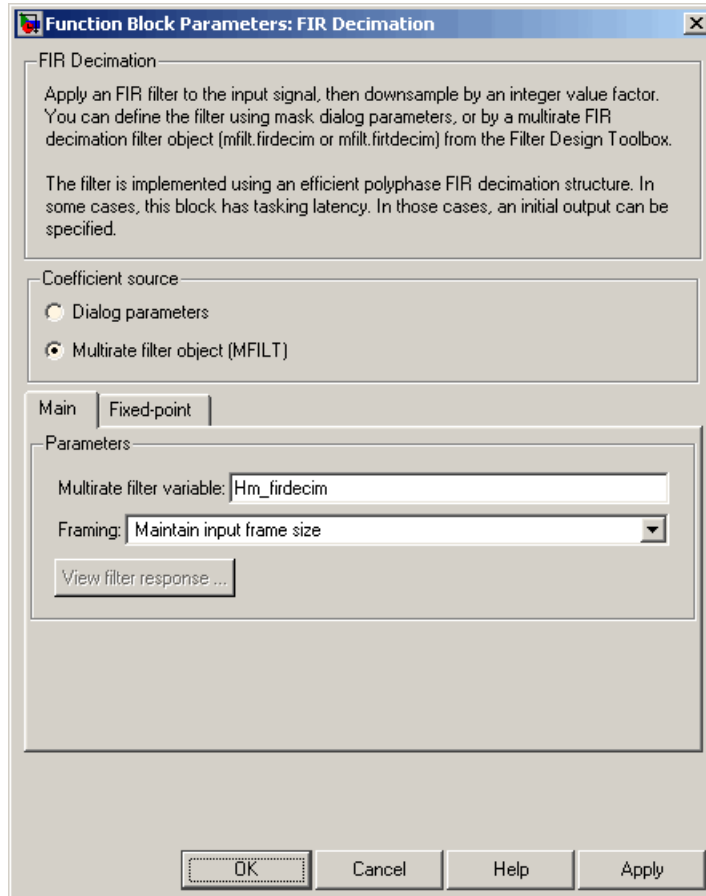 Function Block Parameters: FIR Decimation
FIR Decimation
Apply an FIR filter to the input signal, then downsample by an integer value factor.
You can define the filter using mask dialog parameters, or by a multirate FIR
decimation filter object (mfilt.firdecim or mfilt.firtdecim) from the Filter Design Toolbox.
The filter is implemented using an efficient polyphase FIR decimation structure. In
some cases, this block has tasking latency. In those cases, an initial output can be
specified.
Coefficient source
Dialog parameters
Multirate filter object (MFILT)
Main Fixed-point
Parameters
Multirate filter variable: Hm_firdecim
Framing: Maintain input frame size
View filter response ...
OK Cancel Help Apply